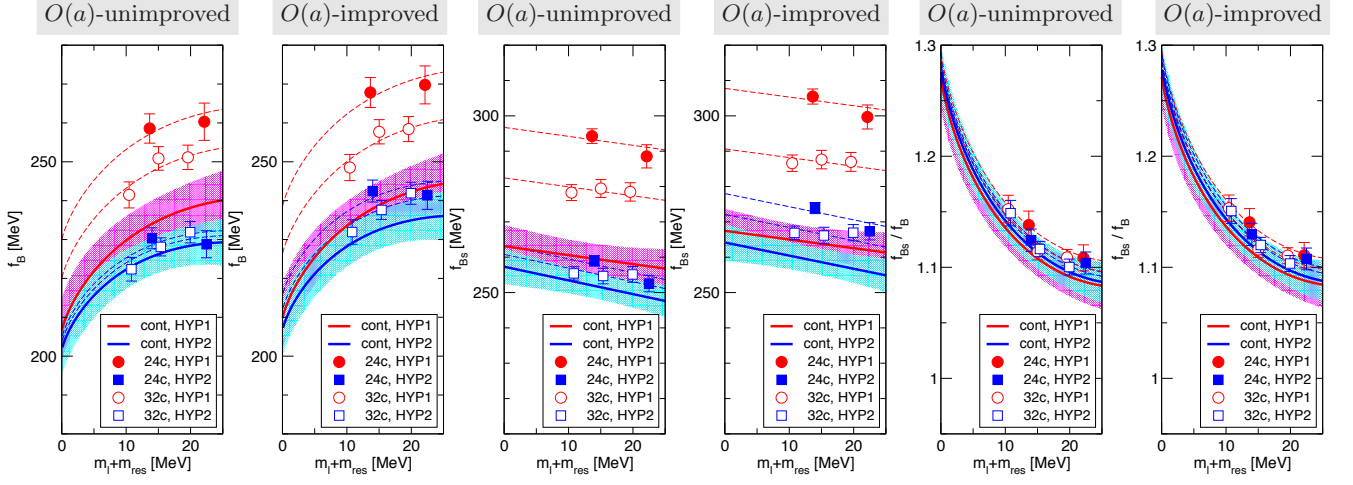 O(a)-unimproved
O(a)-improved
O(a)-unimproved
O(a)-improved
O(a)-unimproved
O(a)-improved
250
200
f_B [MeV]
0
10
20
m_l+m_res [MeV]
cont, HYP1
cont, HYP2
24c, HYP1
24c, HYP2
32c, HYP1
32c, HYP2
250
200
f_B [MeV]
0
10
20
m_l+m_res [MeV]
cont, HYP1
cont, HYP2
24c, HYP1
24c, HYP2
32c, HYP1
32c, HYP2
300
250
f_Bs [MeV]
0
10
20
m_l+m_res [MeV]
cont, HYP1
cont, HYP2
24c, HYP1
24c, HYP2
32c, HYP1
32c, HYP2
300
250
f_Bs [MeV]
0
10
20
m_l+m_res [MeV]
cont, HYP1
cont, HYP2
24c, HYP1
24c, HYP2
32c, HYP1
32c, HYP2
1.3
1.2
1.1
1
f_Bs / f_B
0
10
20
m_l+m_res [MeV]
cont, HYP1
cont, HYP2
24c, HYP1
24c, HYP2
32c, HYP1
32c, HYP2
1.3
1.2
1.1
1
f_Bs / f_B
0
10
20
m_l+m_res [MeV]
cont, HYP1
cont, HYP2
24c, HYP1
24c, HYP2
32c, HYP1
32c, HYP2